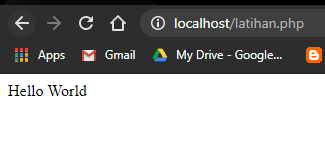 localhost/latihan.php
Apps Gmail My Drive - Google...
Hello World